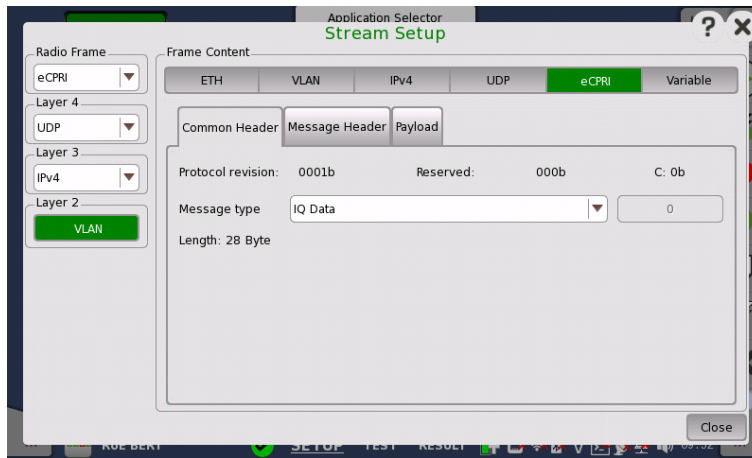 Application Selector
Stream Setup
? X
Radio Frame
eCPRI
Layer 4
UDP
Layer 3
IPv4
Layer 2
VLAN
Frame Content
ETH VLAN IPv4 UDP eCPRI Variable
Common Header Message Header Payload
Protocol revision: 0001b Reserved: 000b C: 0b
Message type IQ Data 0
Length: 28 Byte
Close
SETUP TEST RESULT